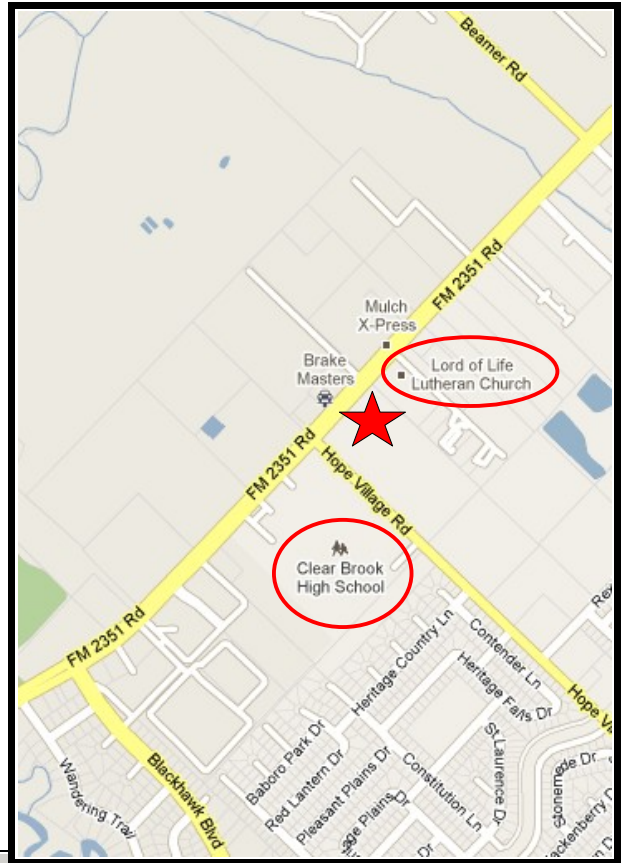 Beamer Rd
FM 2351 Rd
Mulch
X-Press
Brake
Masters
Lord of Life
Lutheran Church
FM 2351 Rd
Hope Village Rd
Clear Brook
High School
FM 2351 Rd
Heritage Country Ln
Contender Ln
Heritage Falls Dr
Hope
St Laurence Dr
Baboro Park Dr
Red Lantern Dr
Pleasant Plains Dr
Constitution Ln
Plains Dr
Blackhawk Blvd
Wandering Trail